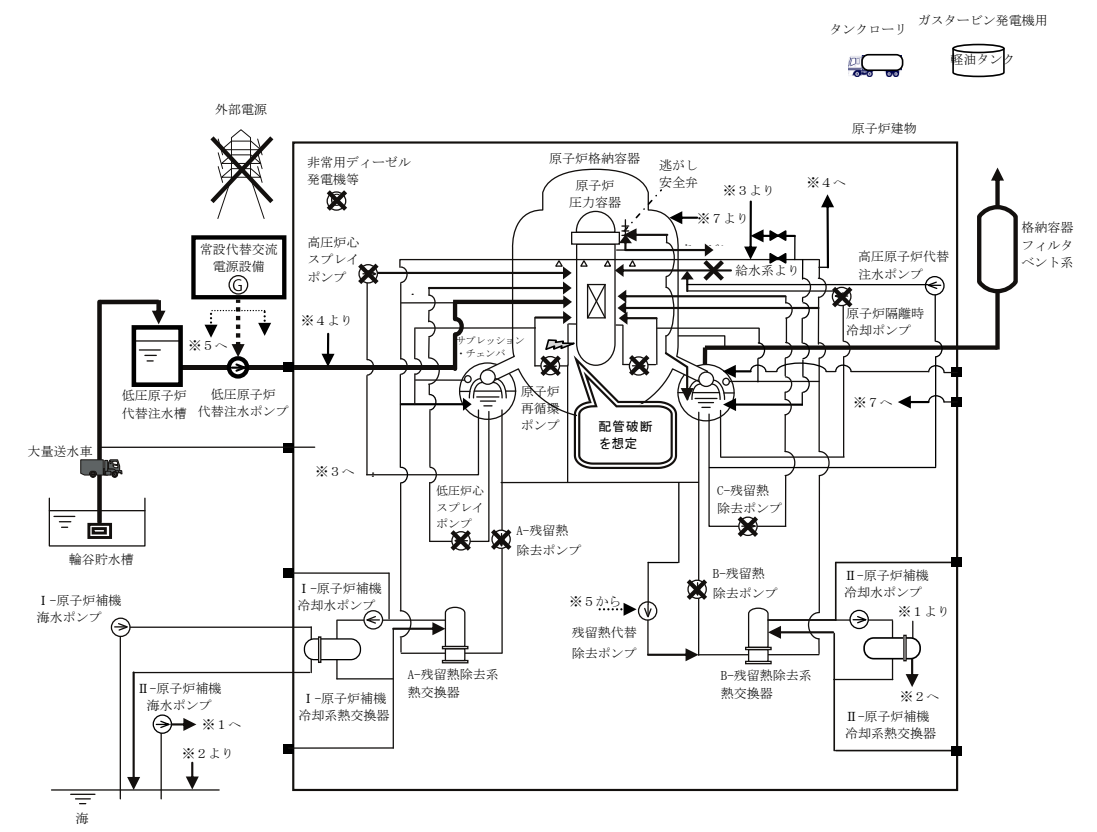 タンクローリ
ガスタービン発電機用
軽油タンク
外部電源
原子炉建物
非常用ディーゼル
発電機等
原子炉格納容器
原子炉
圧力容器
逃がし
安全弁
※3より
※4へ
※7より
高圧炉心
スプレイ
ポンプ
常設代替交流
電源設備
G
給水系より
高圧原子炉代替
注水ポンプ
格納容器
フィルタ
ベント系
※5へ
※4より
原子炉隔離時
冷却ポンプ
サプレッション
・チェンバ
低圧原子炉
代替注水槽
低圧原子炉
代替注水ポンプ
原子炉
再循環
ポンプ
配管破断
を想定
※7へ
大量送水車
※3へ
低圧炉心
スプレイ
ポンプ
A-残留熱
除去ポンプ
C-残留熱
除去ポンプ
輪谷貯水槽
Ⅰ-原子炉補機
海水ポンプ
Ⅰ-原子炉補機
冷却水ポンプ
B-残留熱
除去ポンプ
※5から
残留熱代替
除去ポンプ
Ⅱ-原子炉補機
冷却水ポンプ
※1より
A-残留熱除去系
熱交換器
B-残留熱除去系
熱交換器
※2へ
Ⅱ-原子炉補機
海水ポンプ
※1へ
Ⅰ-原子炉補機
冷却系熱交換器
Ⅱ-原子炉補機
冷却系熱交換器
※2より
海